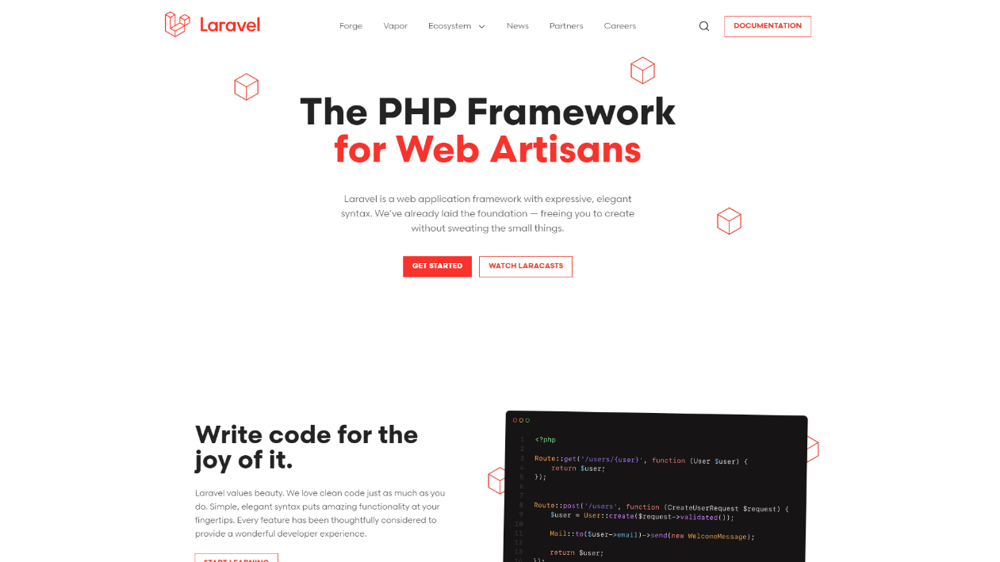 Laravel
Forge
Vapor
Ecosystem
News
Partners
Careers
DOCUMENTATION
The PHP Framework
for Web Artisans
Laravel is a web application framework with expressive, elegant
syntax. We've already laid the foundation — freeing you to create
without sweating the small things.
GET STARTED
WATCH LARACASTS
Write code for the
joy of it.
Laravel values beauty. We love clean code just as much as you
do. Simple, elegant syntax puts amazing functionality at your
fingertips. Every feature has been thoughtfully considered to
provide a wonderful developer experience.
START LEARNING
1 <?php
2
3 Route::get('/users/{user}', function (User $user) {
4     return $user;
5 });
6
7
8 Route::post('/users', function (CreateUserRequest $request) {
9     $user = User::create($request->validated());
10
11     Mail::to($user->email)->send(new WelcomeMessage);
12
13     return $user;
14 });